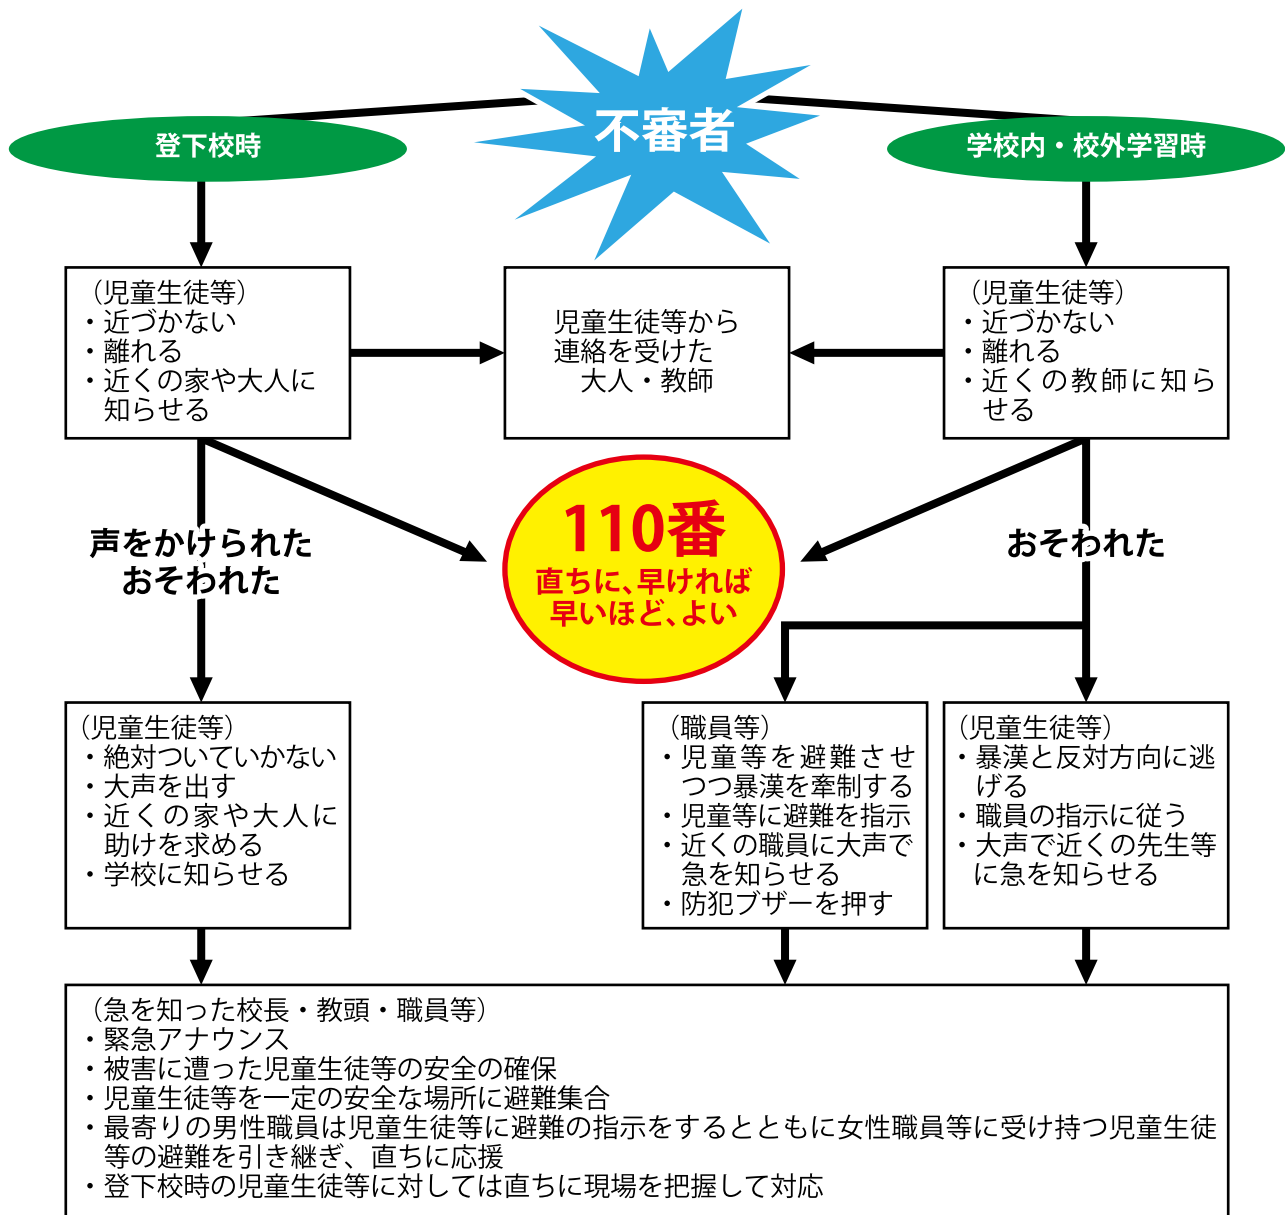 不審者
登下校時
学校内・校外学習時
(児童生徒等)
・近づかない
・離れる
・近くの家や大人に
知らせる
児童生徒等から
連絡を受けた
大人・教師
(児童生徒等)
・近づかない
・離れる
・近くの教師に知ら
せる
110番
直ちに、早ければ
早いほど、よい
声をかけられた
おそわれた
おそわれた
(児童生徒等)
・絶対ついていかない
・大声を出す
・近くの家や大人に
助けを求める
・学校に知らせる
(職員等)
・児童等を避難させ
つつ暴漢を牽制する
・児童等に避難を指示
・近くの職員に大声で
急を知らせる
・防犯ブザーを押す
(児童生徒等)
・暴漢と反対方向に逃
げる
・職員の指示に従う
・大声で近くの先生等
に急を知らせる
(急を知った校長・教頭・職員等)
・緊急アナウンス
・被害に遭った児童生徒等の安全の確保
・児童生徒等を一定の安全な場所に避難集合
・最寄りの男性職員は児童生徒等に避難の指示をするとともに女性職員等に受け持つ児童生徒
等の避難を引き継ぎ、直ちに応援
・登下校時の児童生徒等に対しては直ちに現場を把握して対応